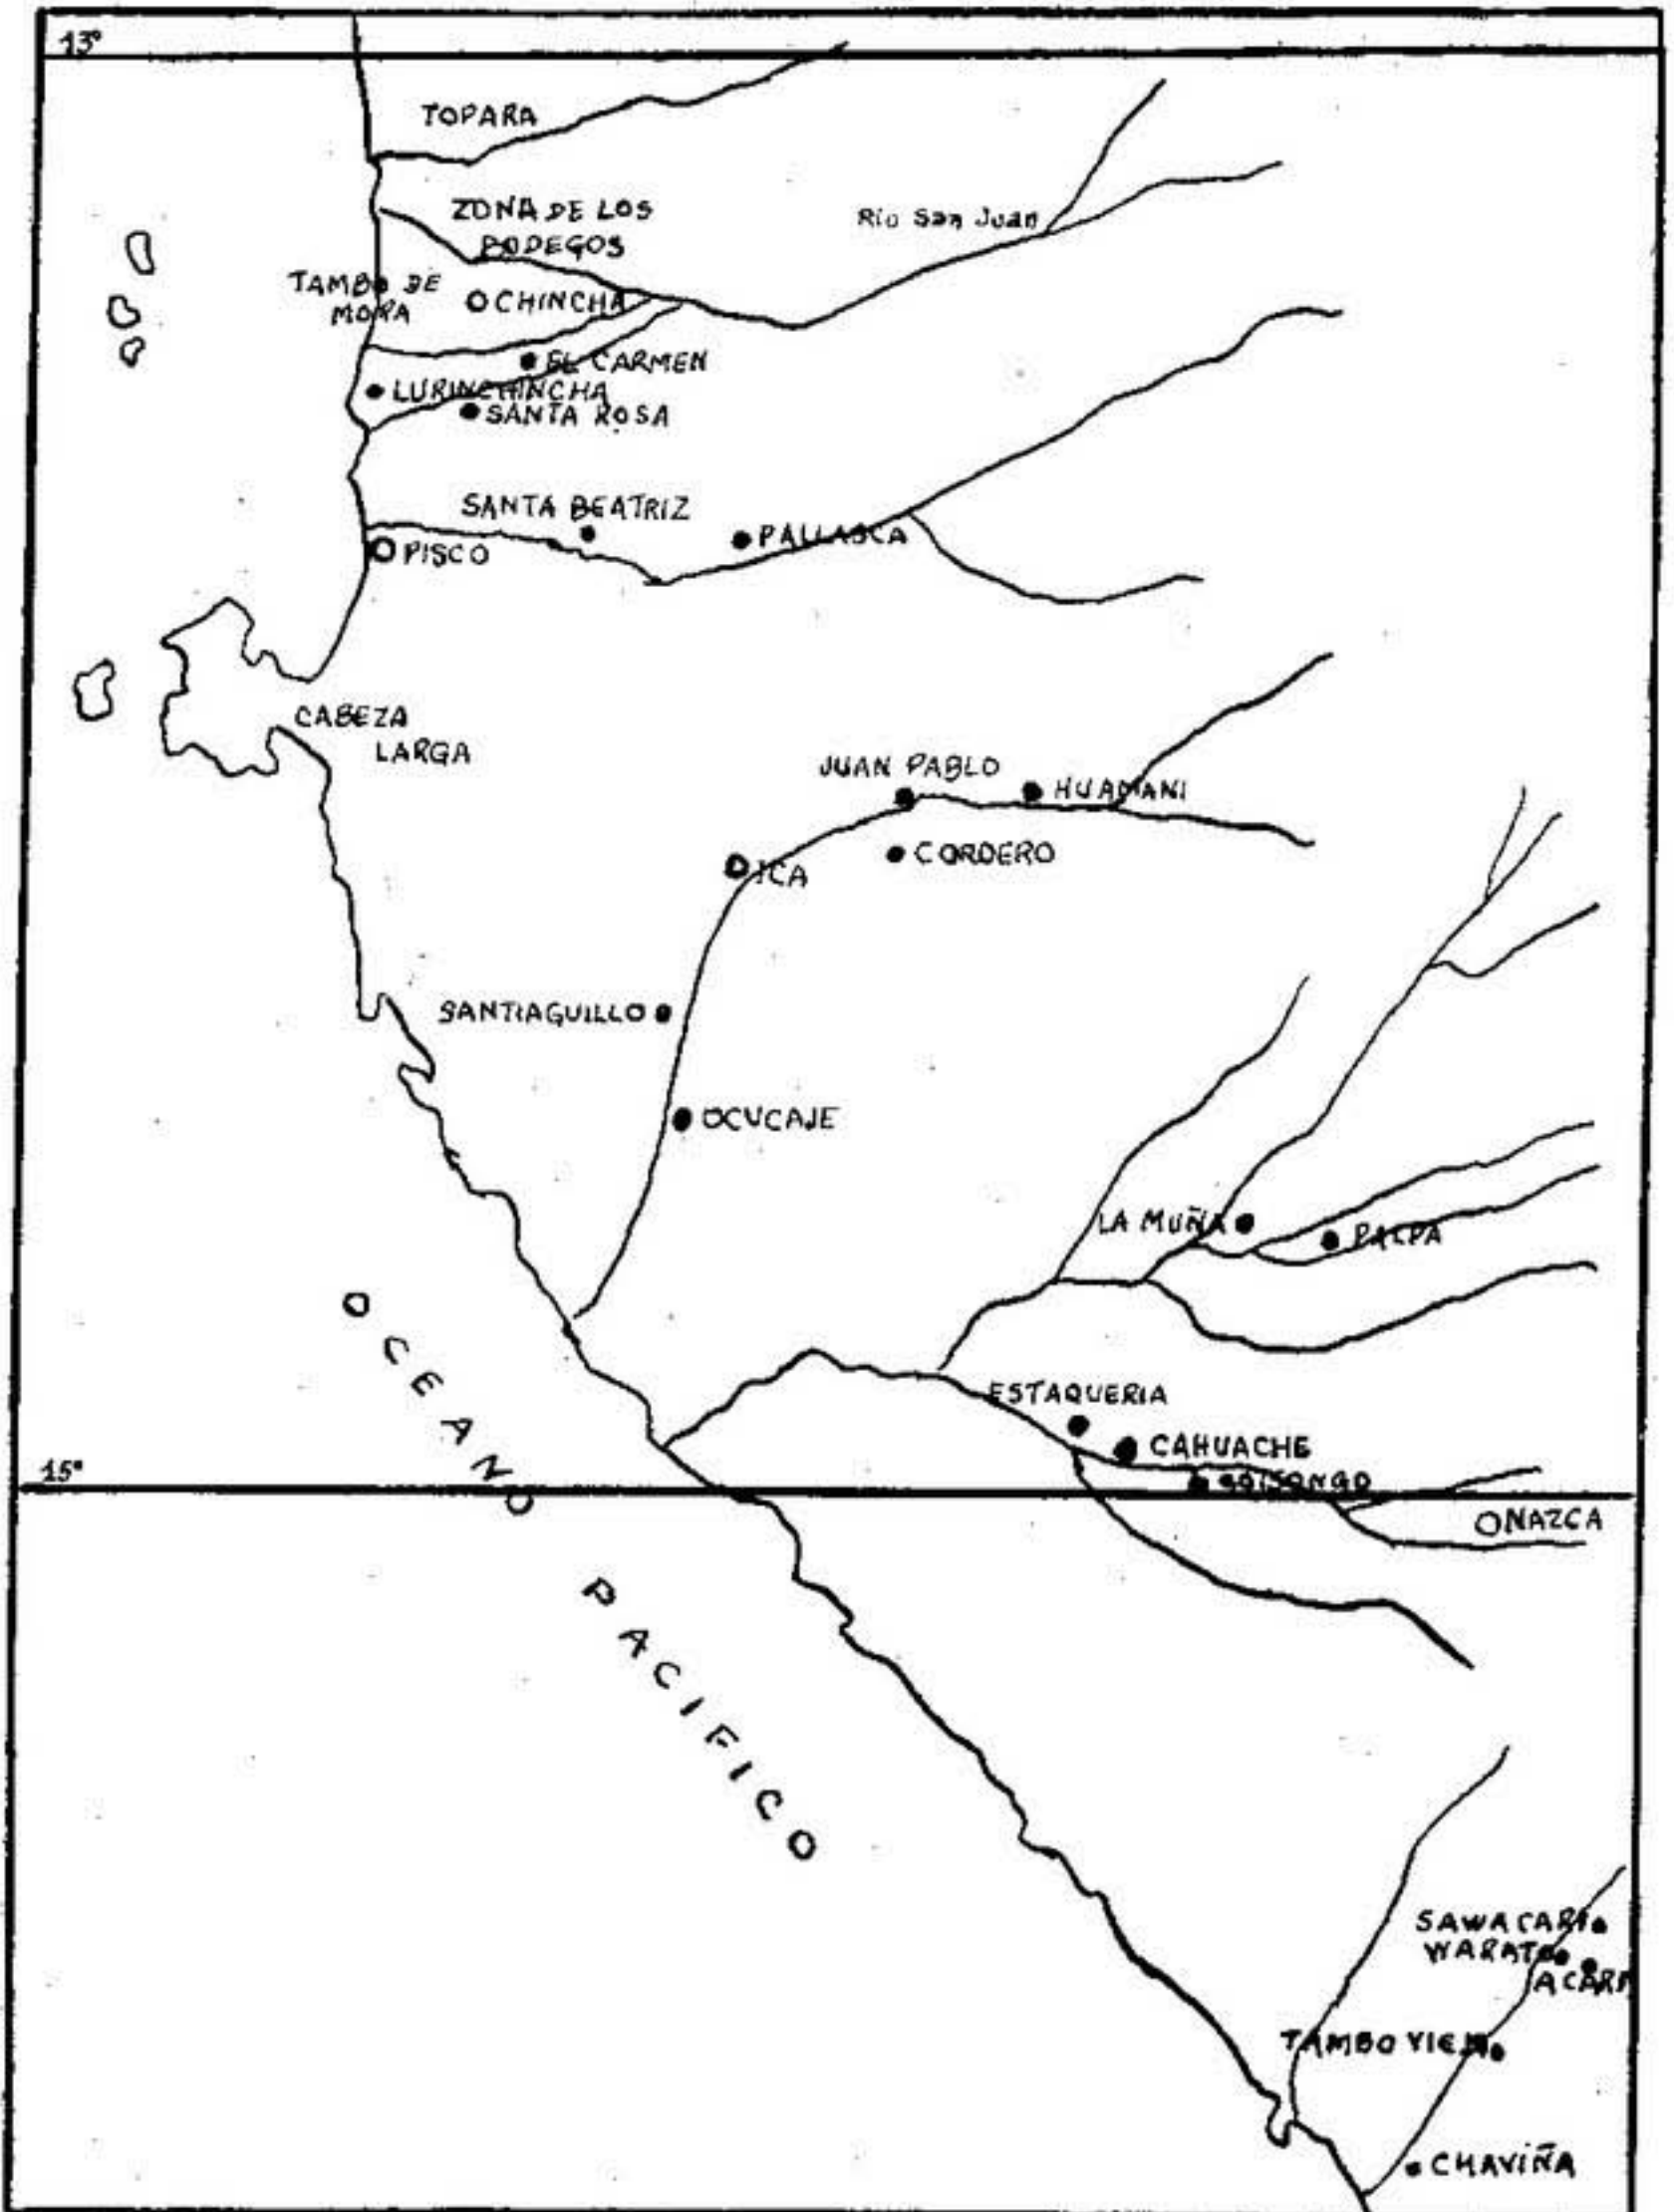 13°
TOPARA
ZONA DE LOS
BODEGOS
Río San Juan
TAMBO DE
MORA
CHINCHA
EL CARMEN
LURINCHINCHA
SANTA ROSA
SANTA BEATRIZ
PISCO
PALLASCA
CABEZA
LARGA
JUAN PABLO
HUAMANI
CORDERO
ICA
SANTIAGUILLO
OCUCAJE
LA MUÑA
PALPA
OCEANO
ESTAQUERIA
CAHUACHE
15°
NAZCA
PACIFICO
SAWACARI
WARATO
ACARI
TAMBO VIEJO
CHAVIÑA